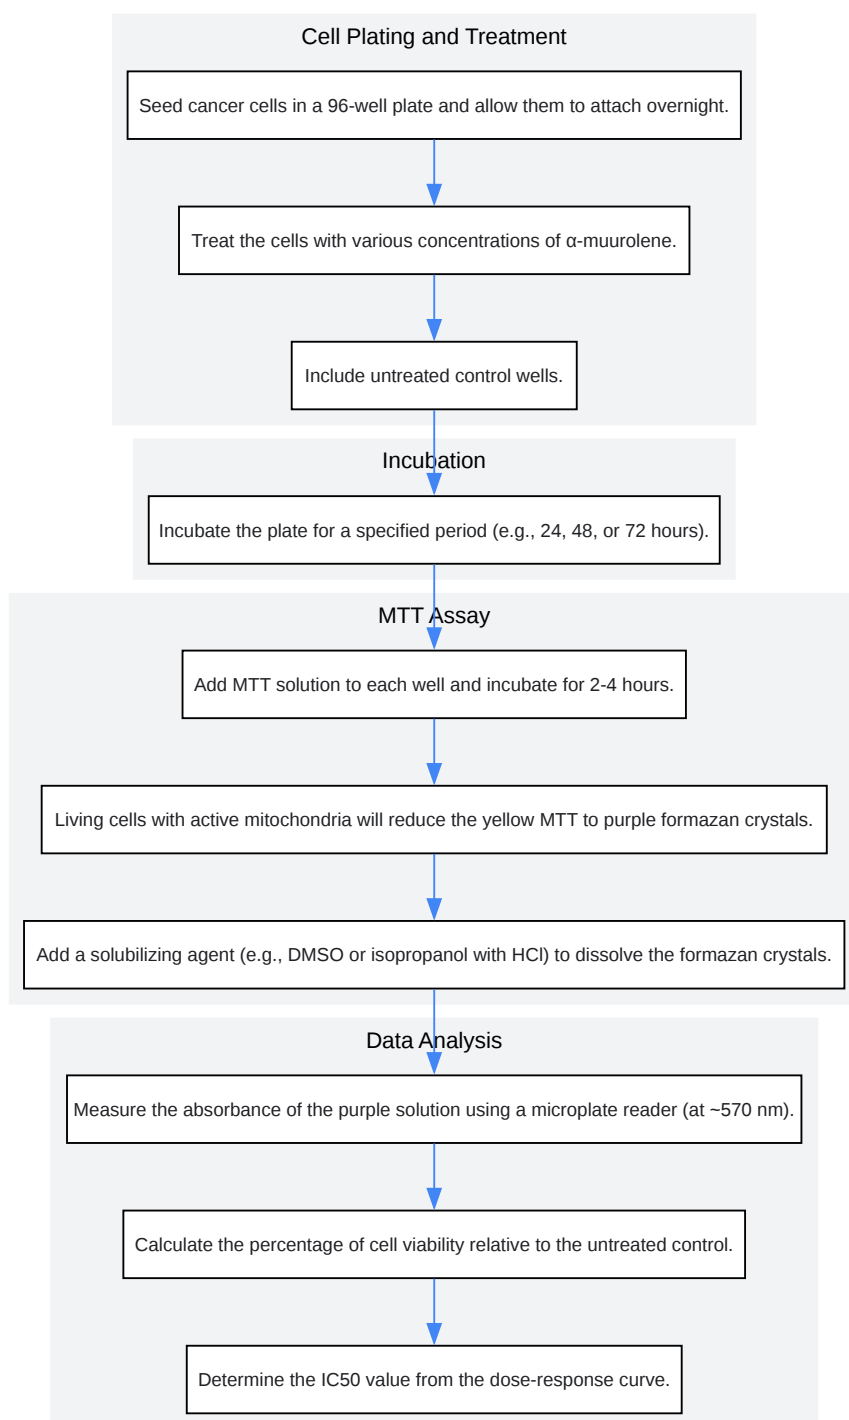 Cell Plating and Treatment
Seed cancer cells in a 96-well plate and allow them to attach overnight.
Treat the cells with various concentrations of α-muurolene.
Include untreated control wells.
Incubation
Incubate the plate for a specified period (e.g., 24, 48, or 72 hours).
MTT Assay
Add MTT solution to each well and incubate for 2-4 hours.
Living cells with active mitochondria will reduce the yellow MTT to purple formazan crystals.
Add a solubilizing agent (e.g., DMSO or isopropanol with HCl) to dissolve the formazan crystals.
Data Analysis
Measure the absorbance of the purple solution using a microplate reader (at ~570 nm).
Calculate the percentage of cell viability relative to the untreated control.
Determine the IC50 value from the dose-response curve.